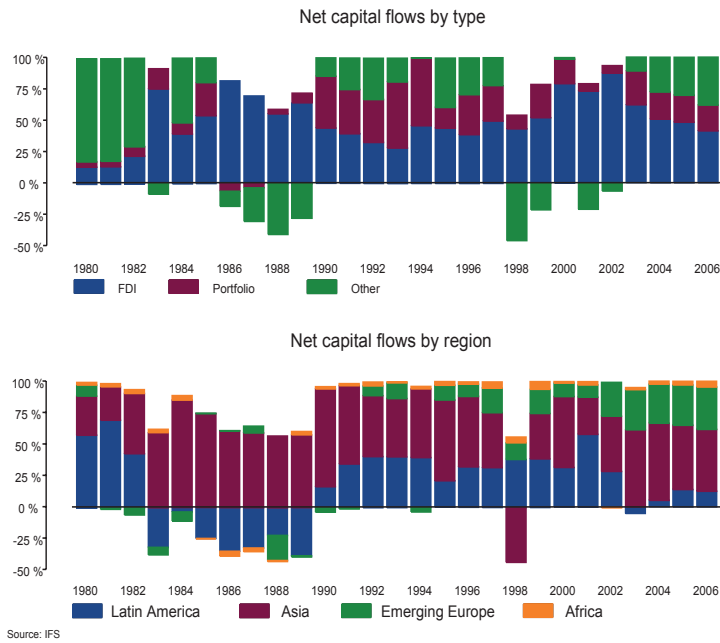 Net capital flows by type
100 %
75 %
50 %
25 %
0 %
-25 %
-50 %
1980 1982 1984 1986 1988 1990 1992 1994 1996 1998 2000 2002 2004 2006
FDI Portfolio Other
Net capital flows by region
100 %
75 %
50 %
25 %
0 %
-25 %
-50 %
1980 1982 1984 1986 1988 1990 1992 1994 1996 1998 2000 2002 2004 2006
Latin America Asia Emerging Europe Africa
Source: IFS